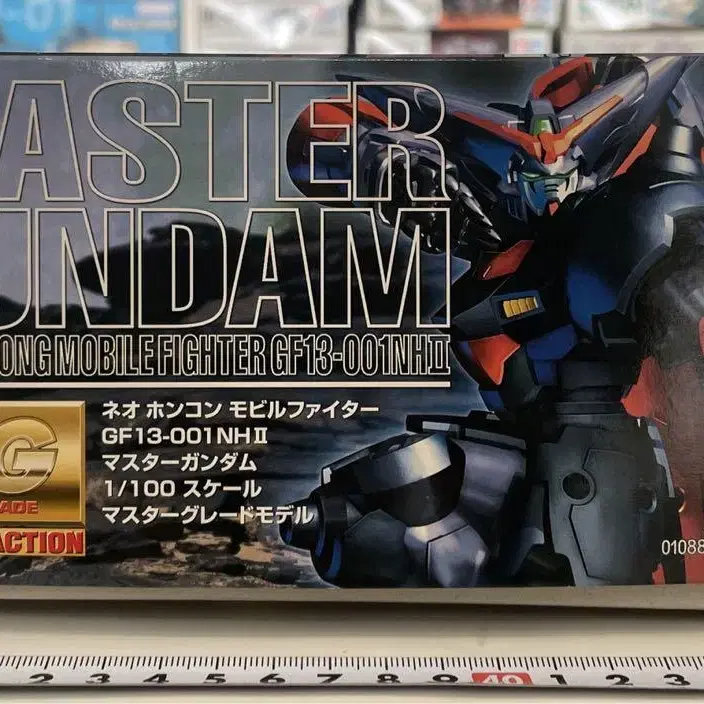 ASTER
UNDAM
ONG MOBILE FIGHTER GF13-001NHⅡ
ネオ ホンコン モビルファイター
GF13-001NHⅡ
マスターガンダム
1/100 スケール
マスターグレードモデル
G
ADE
ACTION
01088
2 3 4 5 6 7 8 9 40 1 2 3